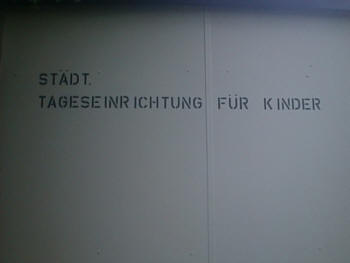 STÄDT.
TAGESEINRICHTUNG FÜR KINDER